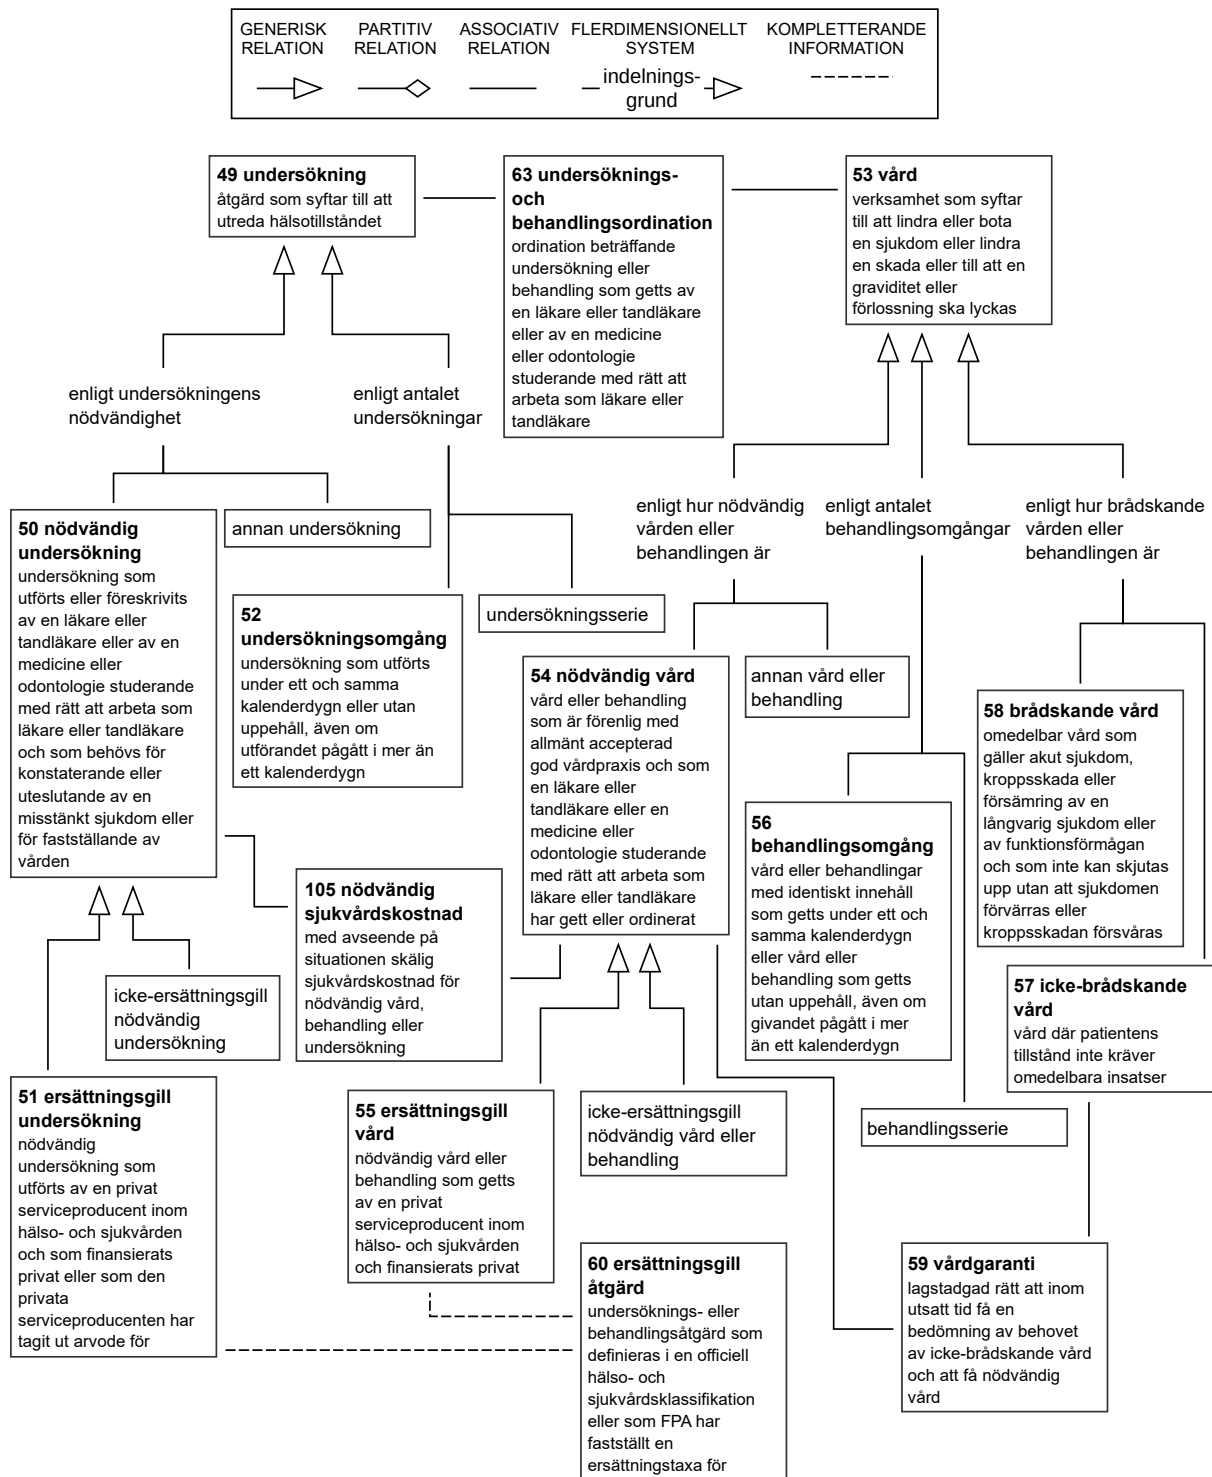 GENERISK
RELATION
PARTITIV
RELATION
ASSOCIATIV
RELATION
FLERDIMENSIONELLT
SYSTEM
KOMPLETTERANDE
INFORMATION
indelnings-
grund
49 undersökning
åtgärd som syftar till att
utreda hälsotillståndet
63 undersöknings-
och
behandlingsordination
ordination beträffande
undersökning eller
behandling som getts av
en läkare eller tandläkare
eller av en medicine
eller odontologie
studerande med rätt att
arbeta som läkare eller
tandläkare
53 vård
verksamhet som syftar
till att lindra eller bota
en sjukdom eller lindra
en skada eller till att en
graviditet eller
förlossning ska lyckas
enligt undersökningens
nödvändighet
enligt antalet
undersökningar
enligt hur nödvändig
vården eller
behandlingen är
enligt antalet
behandlingsomgångar
enligt hur brådskande
vården eller
behandlingen är
50 nödvändig
undersökning
undersökning som
utförts eller föreskrivits
av en läkare eller
tandläkare eller av en
medicine eller
odontologie studerande
med rätt att arbeta som
läkare eller tandläkare
och som behövs för
konstaterande eller
uteslutande av en
misstänkt sjukdom eller
för fastställande av
vården
annan undersökning
52
undersökningsomgång
undersökning som utförts
under ett och samma
kalenderdygn eller utan
uppehåll, även om
utförandet pågått i mer än
ett kalenderdygn
undersökningsserie
54 nödvändig vård
vård eller behandling
som är förenlig med
allmänt accepterad
god vårdpraxis och som
en läkare eller
tandläkare eller en
medicine eller
odontologie studerande
med rätt att arbeta som
läkare eller tandläkare
har gett eller ordinerat
annan vård eller
behandling
58 brådskande vård
omedelbar vård som
gäller akut sjukdom,
kroppsskada eller
försämring av en
långvarig sjukdom eller
av funktionsförmågan
och som inte kan skjutas
upp utan att sjukdomen
förvärras eller
kroppsskadan försvåras
56
behandlingsomgång
vård eller behandlingar
med identiskt innehåll
som getts under ett och
samma kalenderdygn
eller vård eller
behandling som getts
utan uppehåll, även om
givandet pågått i mer
än ett kalenderdygn
105 nödvändig
sjukvårdskostnad
med avseende på
situationen skälig
sjukvårdskostnad för
nödvändig vård,
behandling eller
undersökning
icke-ersättningsgill
nödvändig
undersökning
57 icke-brådskande
vård
vård där patientens
tillstånd inte kräver
omedelbara insatser
51 ersättningsgill
undersökning
nödvändig
undersökning som
utförts av en privat
serviceproducent inom
hälso- och sjukvården
och som finansierats
privat eller som den
privata
serviceproducenten har
tagit ut arvode för
55 ersättningsgill
vård
nödvändig vård eller
behandling som getts
av en privat
serviceproducent inom
hälso- och sjukvården
och finansierats privat
icke-ersättningsgill
nödvändig vård eller
behandling
behandlingsserie
60 ersättningsgill
åtgärd
undersöknings- eller
behandlingsåtgärd som
definieras i en officiell
hälso- och
sjukvårdsklassifikation
eller som FPA har
fastställt en
ersättningstaxa för
59 vårdgaranti
lagstadgad rätt att inom
utsatt tid få en
bedömning av behovet
av icke-brådskande vård
och att få nödvändig
vård